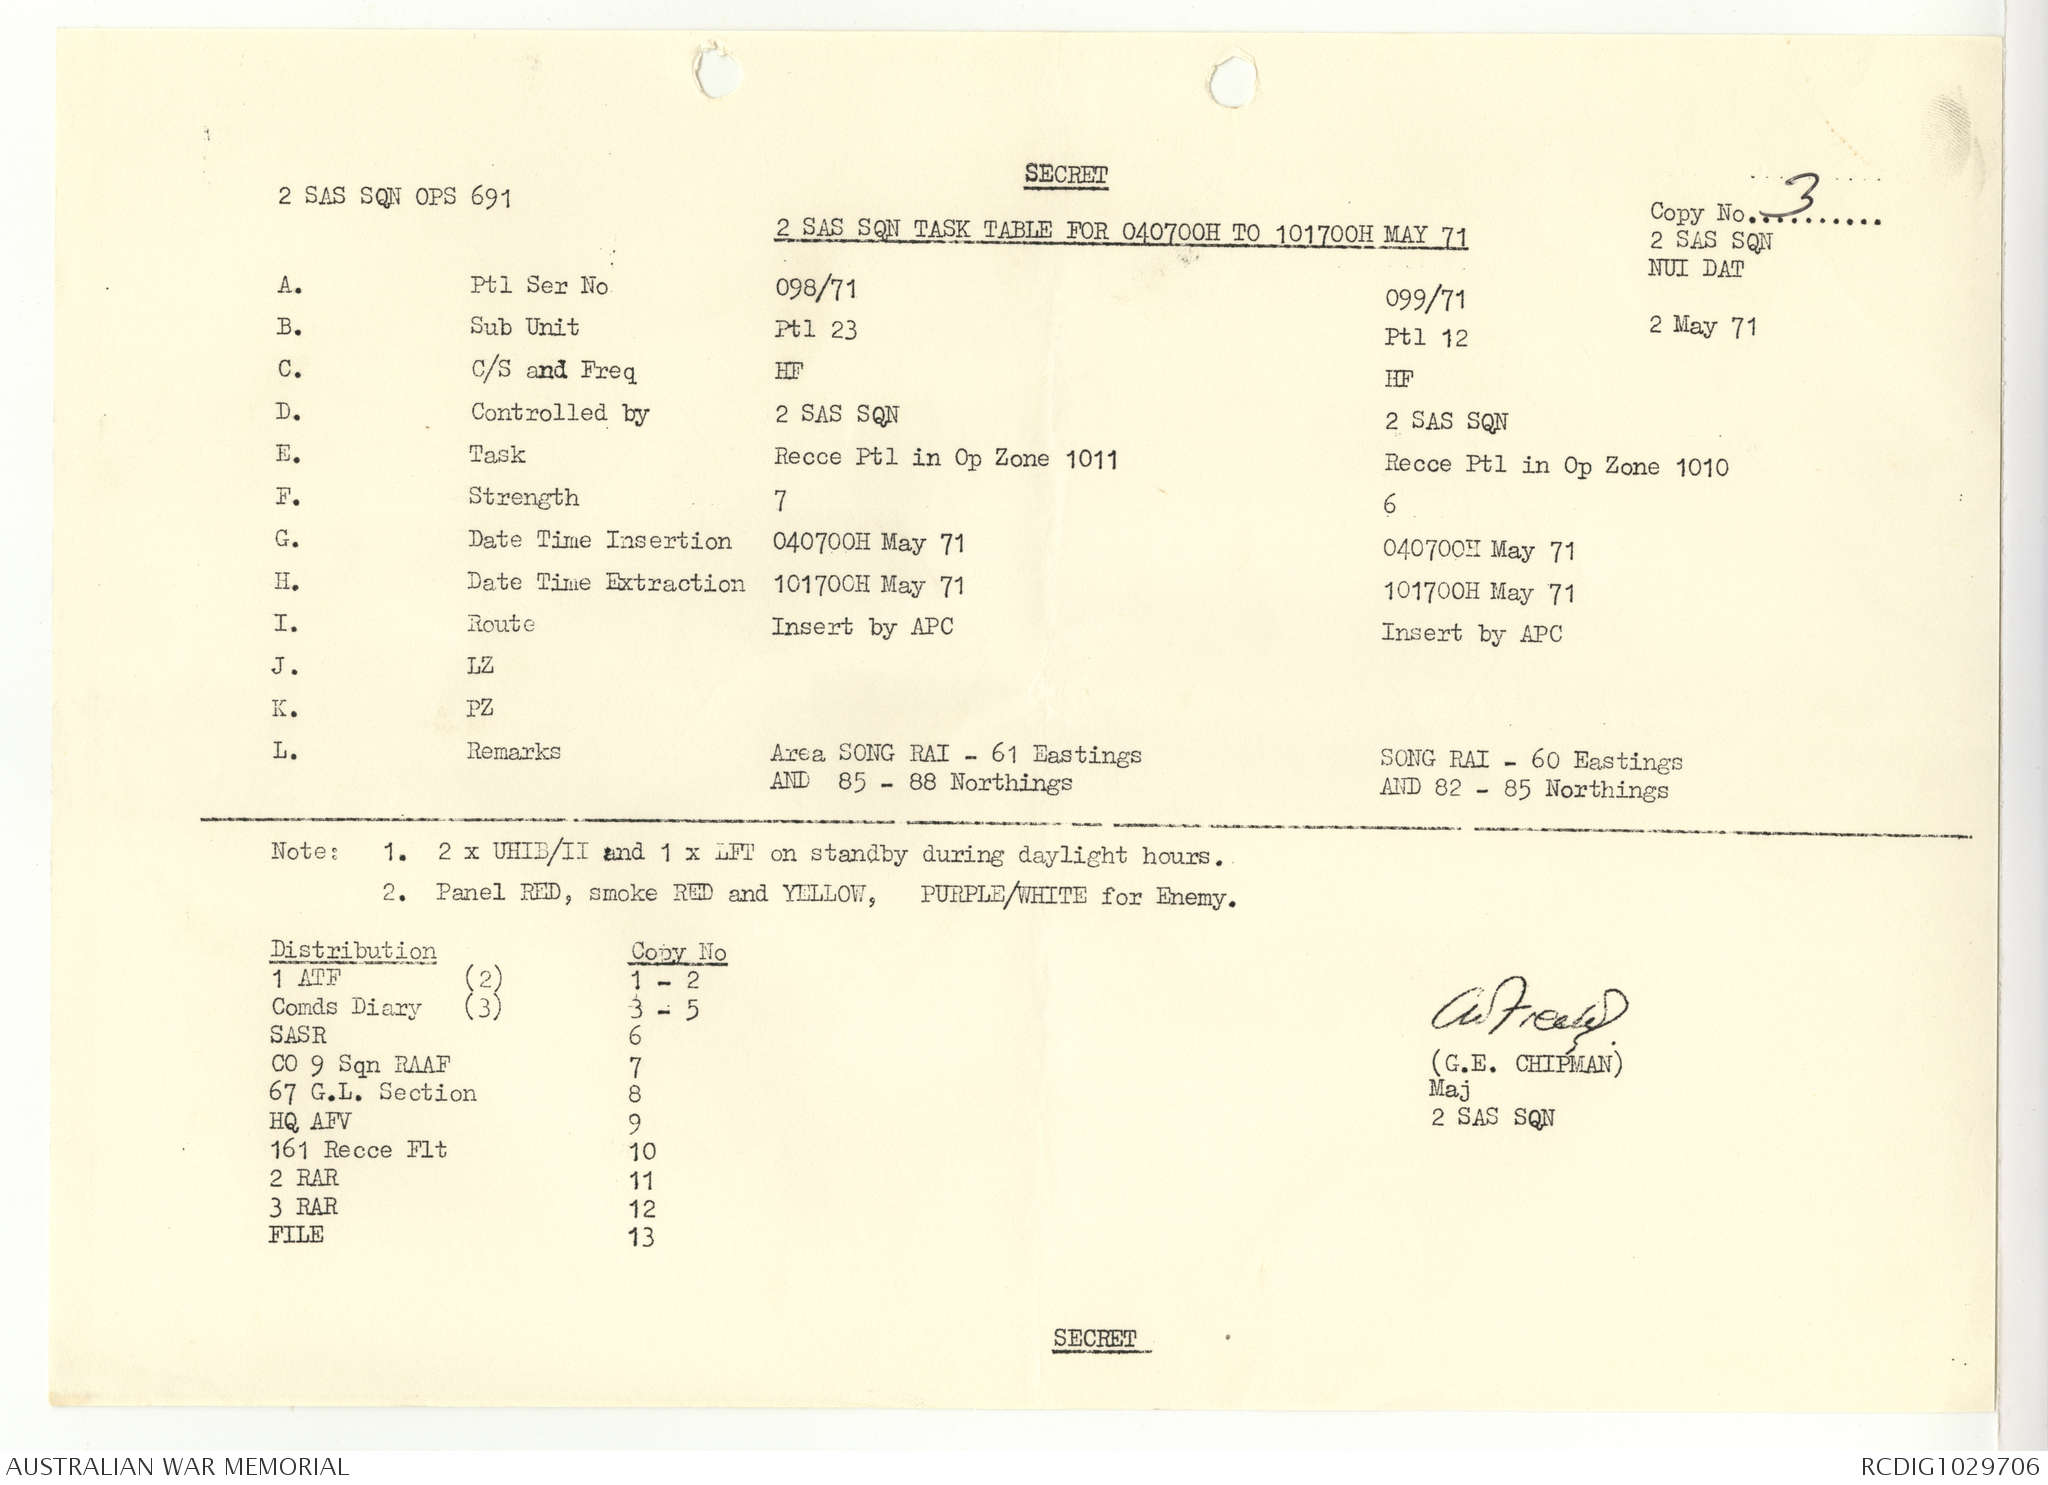 SECRET
2 SAS SQN OPS 691
Copy No...3.......
2 SAS SQN TASK TABLE FOR 040700H TO 101700H MAY 71
2 SAS SQN
NUI DAT
2 May 71
A. Ptl Ser No 098/71 099/71
B. Sub Unit Ptl 23 Ptl 12
C. C/S and Freq HF HF
D. Controlled by 2 SAS SQN 2 SAS SQN
E. Task Recce Ptl in Op Zone 1011 Recce Ptl in Op Zone 1010
F. Strength 7 6
G. Date Time Insertion 040700H May 71 040700H May 71
H. Date Time Extraction 101700H May 71 101700H May 71
I. Route Insert by APC Insert by APC
J. LZ
K. PZ
L. Remarks Area SONG RAI - 61 Eastings SONG RAI - 60 Eastings
AND 85 - 88 Northings AND 82 - 85 Northings
Note: 1. 2 x UHIB/II and 1 x LFT on standby during daylight hours.
2. Panel RED, smoke RED and YELLOW, PURPLE/WHITE for Enemy.
Distribution Copy No
1 ATF (2) 1 - 2
Comds Diary (3) 3 - 5
SASR 6
CO 9 Sqn RAAF 7
67 G.L. Section 8
HQ AFV 9
161 Recce Flt 10
2 RAR 11
3 RAR 12
FILE 13
(G.E. CHIPMAN)
Maj
2 SAS SQN
SECRET
AUSTRALIAN WAR MEMORIAL
RCDIG1029706